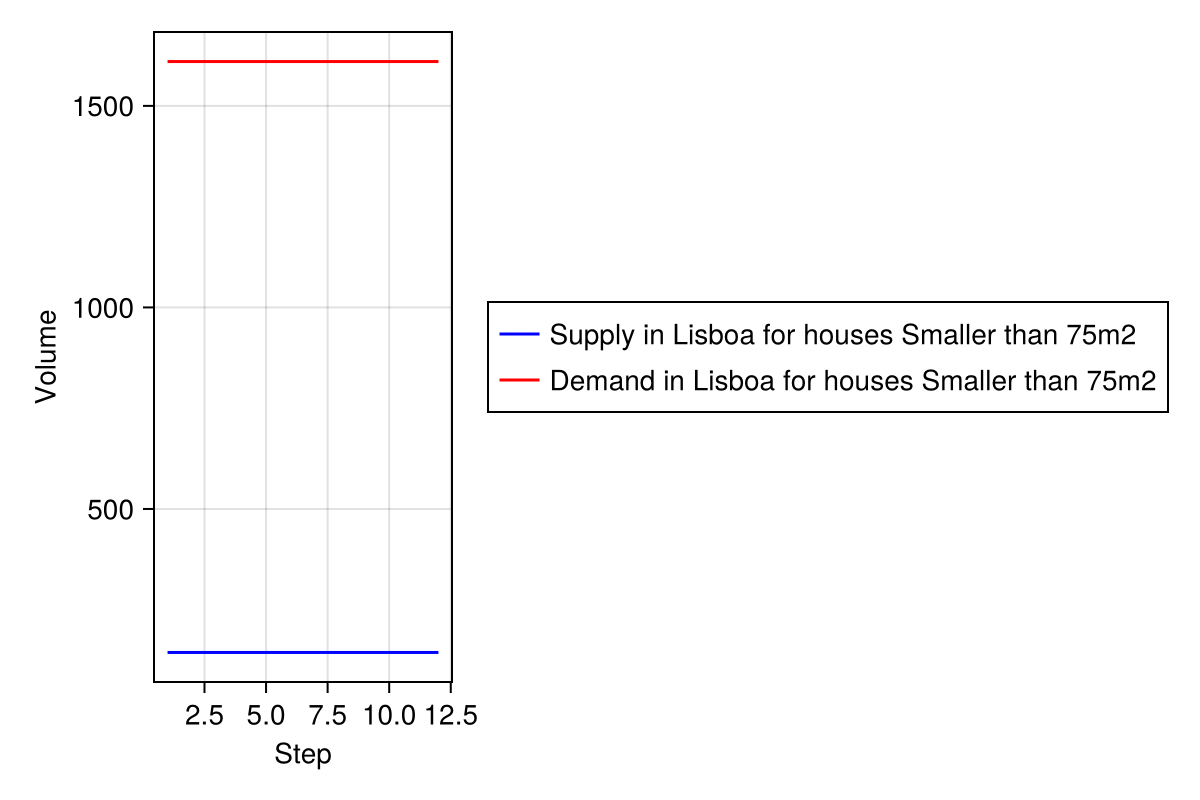 1500
1000
500
Volume
2.5 5.0 7.5 10.0 12.5
Step
Supply in Lisboa for houses Smaller than 75m2
Demand in Lisboa for houses Smaller than 75m2